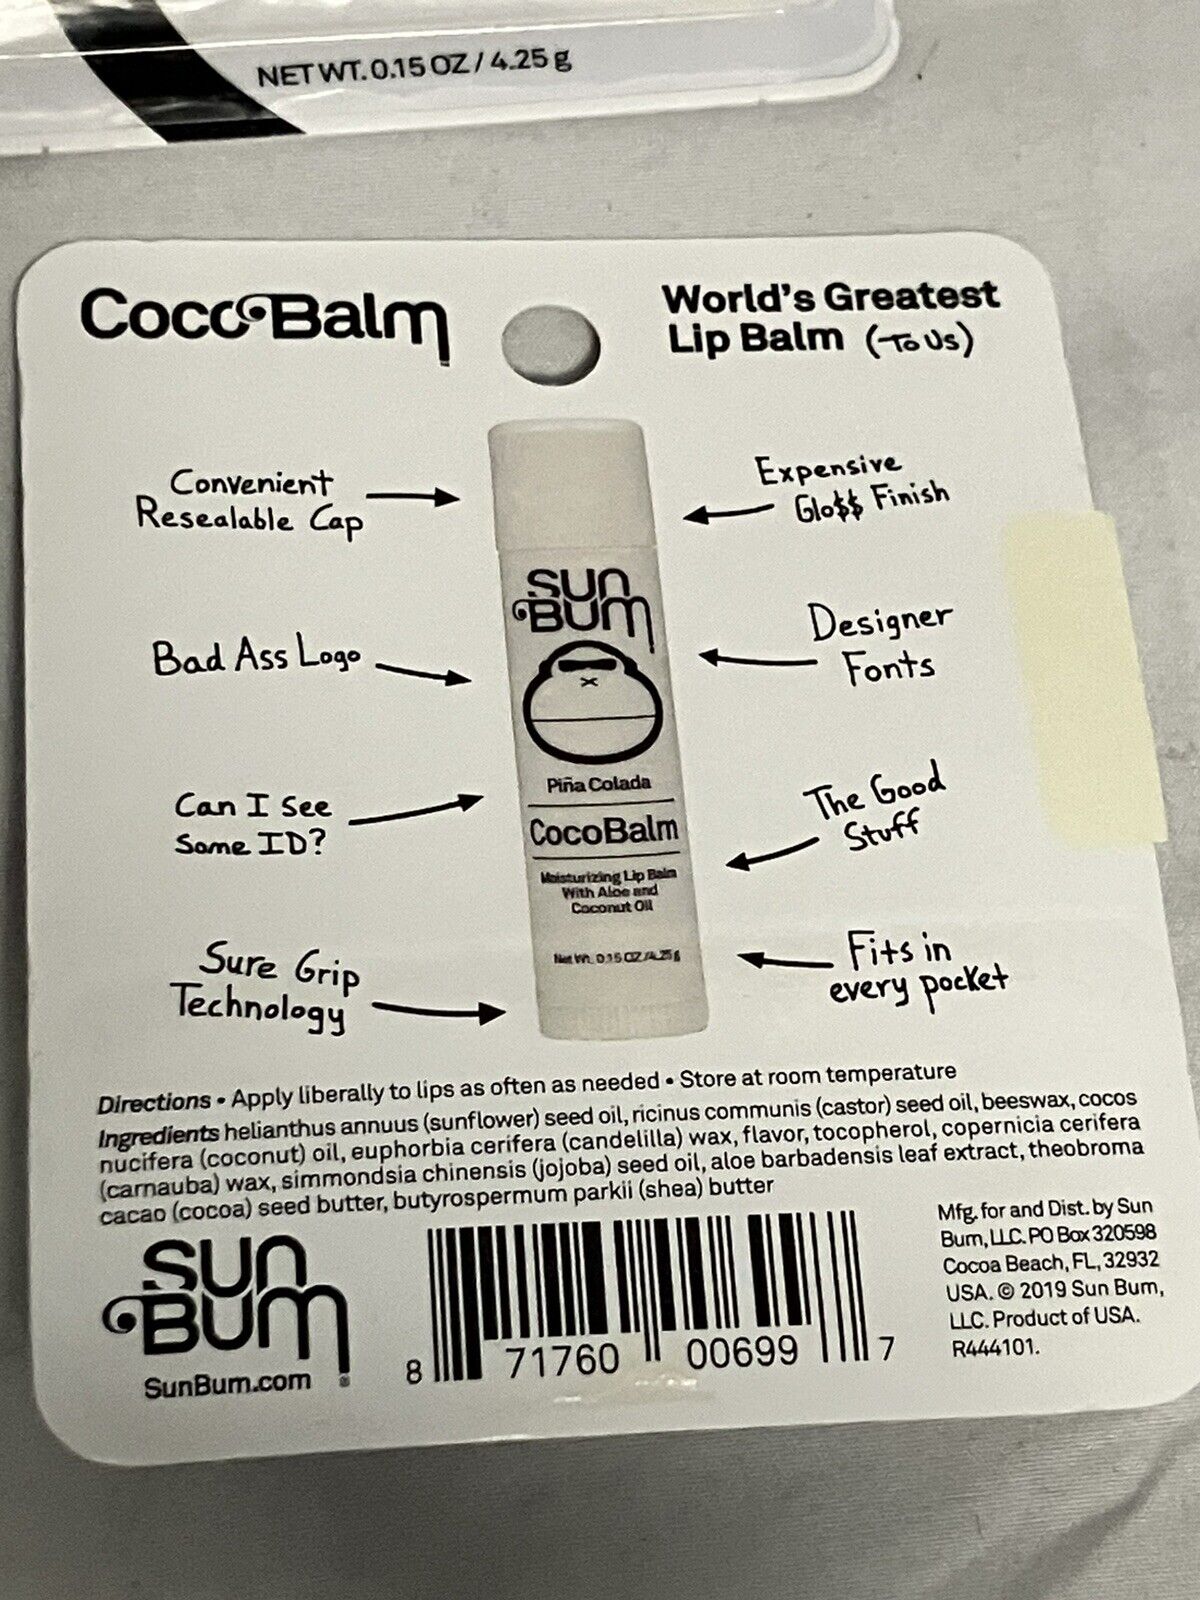 NET WT. 0.15 OZ / 4.25 g
CocoBalm
World's Greatest
Lip Balm (To Us)
Convenient
Resealable Cap
Expensive
Glo$$ Finish
Bad Ass Logo
Designer
Fonts
Can I See
Some ID?
The Good
Stuff
Sure Grip
Technology
Fits in
every pocket
SUN
BUM
Piña Colada
CocoBalm
Moisturizing Lip Balm
With Aloe and
Coconut Oil
Net Wt. 0.15 OZ/4.25 g
Directions • Apply liberally to lips as often as needed • Store at room temperature
Ingredients helianthus annuus (sunflower) seed oil, ricinus communis (castor) seed oil, beeswax, cocos
nucifera (coconut) oil, euphorbia cerifera (candelilla) wax, flavor, tocopherol, copernicia cerifera
(carnauba) wax, simmondsia chinensis (jojoba) seed oil, aloe barbadensis leaf extract, theobroma
cacao (cocoa) seed butter, butyrospermum parkii (shea) butter
SUN
BUM®
SunBum.com
8 71760 00699 7
Mfg. for and Dist. by Sun
Bum, LLC. PO Box 320598
Cocoa Beach, FL, 32932
USA. © 2019 Sun Bum,
LLC. Product of USA.
R444101.